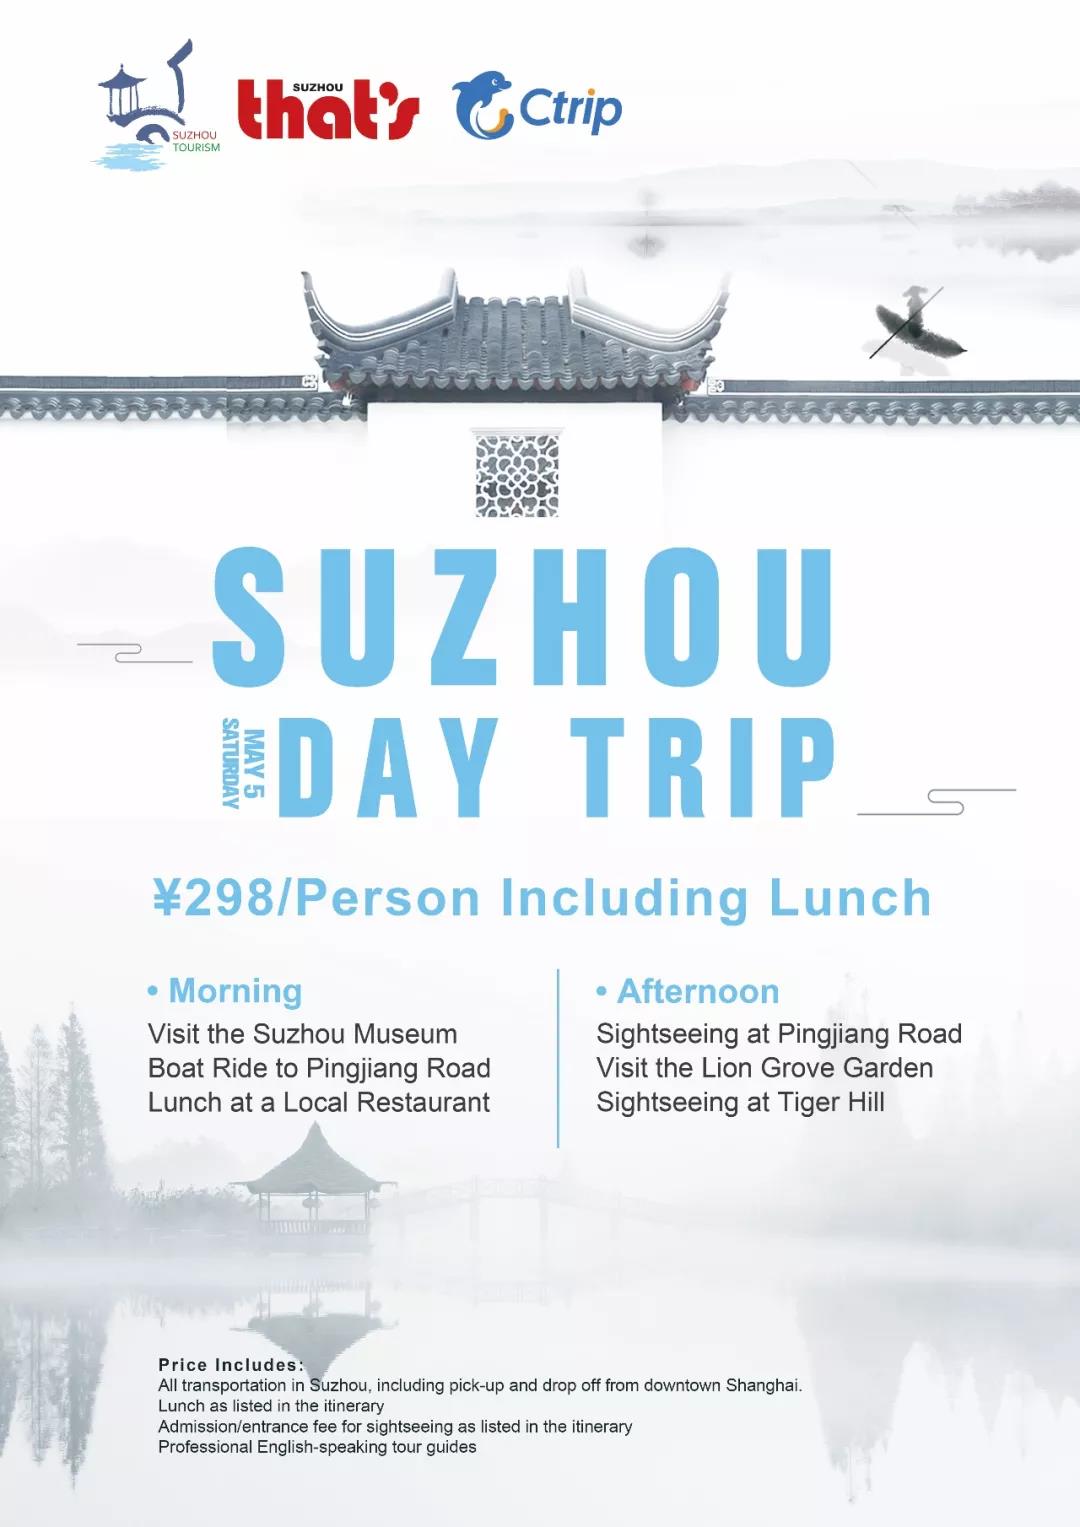 SUZHOU
TOURISM
SUZHOU
that's
Ctrip
SUZHOU
MAY 5
SATURDAY
DAY TRIP
¥298/Person Including Lunch
• Morning
Visit the Suzhou Museum
Boat Ride to Pingjiang Road
Lunch at a Local Restaurant
• Afternoon
Sightseeing at Pingjiang Road
Visit the Lion Grove Garden
Sightseeing at Tiger Hill
Price Includes:
All transportation in Suzhou, including pick-up and drop off from downtown Shanghai.
Lunch as listed in the itinerary
Admission/entrance fee for sightseeing as listed in the itinerary
Professional English-speaking tour guides